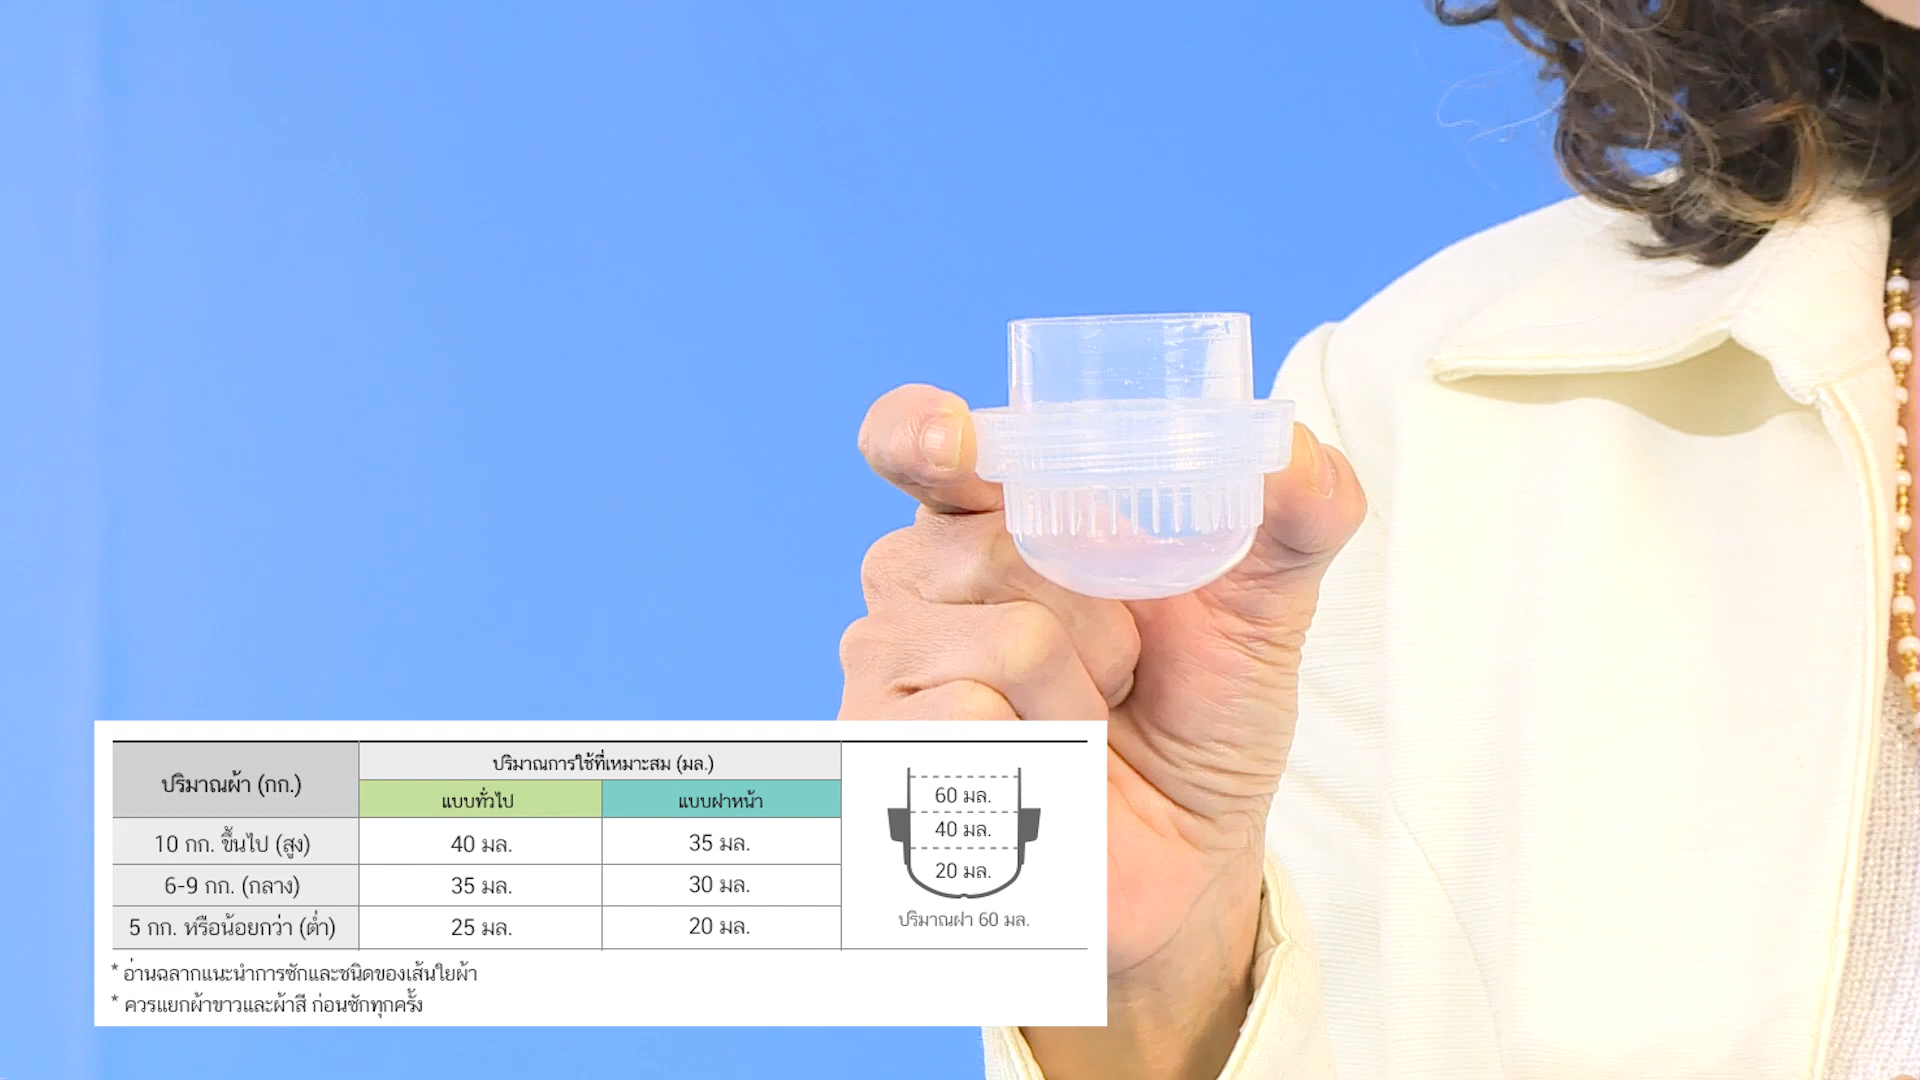 ปริมาณผ้า (กก.)
ปริมาณการใช้ที่เหมาะสม (มล.)
แบบทั่วไป
แบบฝาหน้า
10 กก. ขึ้นไป (สูง)
40 มล.
35 มล.
6-9 กก. (กลาง)
35 มล.
30 มล.
5 กก. หรือน้อยกว่า (ต่ำ)
25 มล.
20 มล.
60 มล.
40 มล.
20 มล.
ปริมาณฝา 60 มล.
* อ่านฉลากแนะนำการซักและชนิดของเส้นใยผ้า
* ควรแยกผ้าขาวและผ้าสี ก่อนซักทุกครั้ง